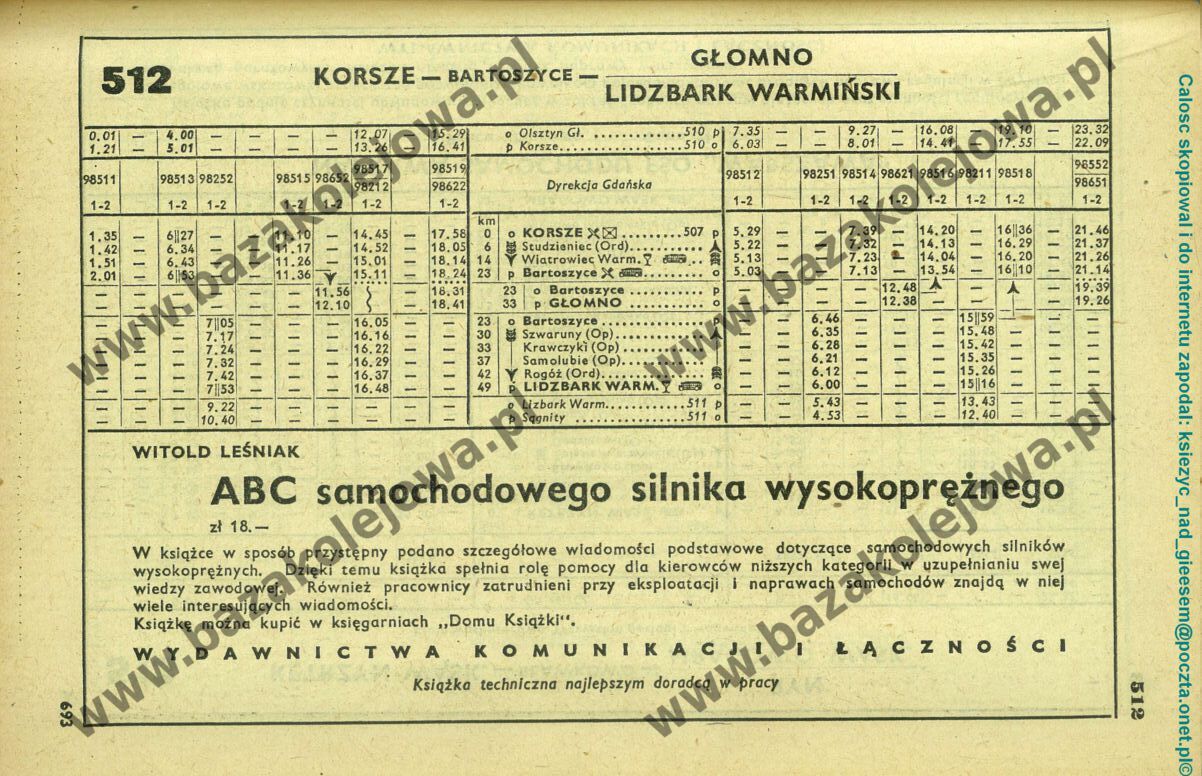 512 KORSZE — BARTOSZYCE — GŁOMNO
LIDZBARK WARMIŃSKI
0.01 — 4.00 — — — — 12.07 — 15.29 o Olsztyn Gł. ..............510 p 7.35 — — 9.27 — 16.08 — 19.10 — 23.32
1.21 — 5.01 — — — — 13.26 — 16.41 p Korsze....................510 o 6.03 — — 8.01 — 14.41 — 17.55 — 22.09
98511 98513 98252 98515 98652 98517 98212 98519 98622 Dyrekcja Gdańska 98512 98251 98514 98621 98516 98211 98518 98552 98651
1-2 1-2 1-2 1-2 1-2 1-2 1-2 1-2 1-2 1-2 1-2 1-2 1-2 1-2 1-2
km
1.35 — 6||27 — — 11.10 — 14.45 — 17.58 0 o KORSZE ..........507 p 5.29 — — 7.39 — 14.20 — 16||36 — 21.46
1.42 — 6.34 — — 11.17 — 14.52 — 18.05 6 Studzieniec (Ord)............. 5.22 — — 7.32 — 14.13 — 16.29 — 21.37
1.51 — 6.43 — — 11.26 — 15.01 — 18.14 14 Wiatrowiec Warm. .. 5.13 — — 7.23 — 14.04 — 16.20 — 21.26
2.01 — 6||53 — — 11.36 — 15.11 — 18.24 23 p Bartoszyce .............. o 5.03 — — 7.13 — 13.54 — 16||10 — 21.14
— — — — — — 11.56 — 18.31 23 o Bartoszyce ............... p — — — — 12.48 — — — 19.39
— — — — — — 12.10 — 18.41 33 p GŁOMNO ............... o — — — — 12.38 — — — — 19.26
— — — 7||05 — — — 16.05 — — 23 o Bartoszyce................ p — — 6.46 — — — 15||59 — — —
— — — 7.17 — — — 16.16 — — 30 Szwaruny (Op)............. — — 6.35 — — — 15.48 — — —
— — — 7.24 — — — 16.22 — — 33 Krawczyki (Op)............. — — 6.28 — — — 15.42 — — —
— — — 7.32 — — — 16.29 — — 37 Samolubie (Op)............. — — 6.21 — — — 15.35 — — —
— — — 7.42 — — — 16.37 — — 42 Rogóż (Ord)................ — — 6.12 — — — 15.26 — — —
— — — 7||53 — — — 16.48 — — 49 p LIDZBARK WARM. o — — 6.00 — — — 15||16 — — —
— — — 9.22 — — — — — — o Lizbark Warm.............511 p — — 5.43 — — — 13.43 — — —
— — — 10.40 — — — — — — p Sągnity ..................511 o — — 4.53 — — — 12.40 — — —
WITOLD LEŚNIAK
ABC samochodowego silnika wysokoprężnego
zł 18.—
W książce w sposób przystępny podano szczegółowe wiadomości podstawowe dotyczące samochodowych silników
wysokoprężnych. Dzięki temu książka spełnia rolę pomocy dla kierowców niższych kategorii w uzupełnianiu swej
wiedzy zawodowej. Również pracownicy zatrudnieni przy eksploatacji i naprawach samochodów znajdą w niej
wiele interesujących wiadomości.
Książkę można kupić w księgarniach „Domu Książki".
WYDAWNICTWA KOMUNIKACJI I ŁĄCZNOŚCI
Książka techniczna najlepszym doradcą w pracy
693
512
Calosc skopiowal i do internetu zapodal: ksiezyc_nad_gieesem@poczta.onet.pl©
www.bazakolejowa.pl
www.bazakolejowa.pl
www.bazakolejowa.pl
www.bazakolejowa.pl